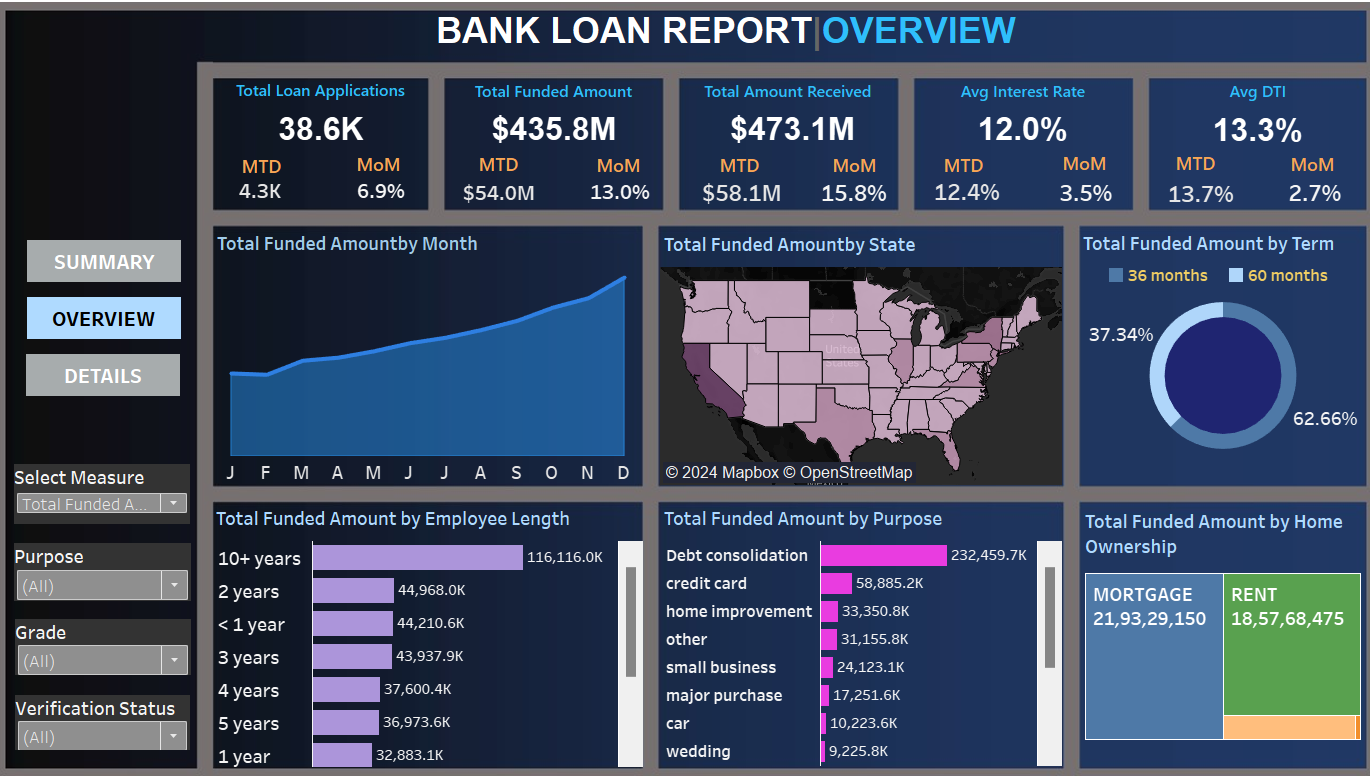 BANK LOAN REPORT|OVERVIEW
Total Loan Applications
38.6K
MTD MoM
4.3K 6.9%
Total Funded Amount
$435.8M
MTD MoM
$54.0M 13.0%
Total Amount Received
$473.1M
MTD MoM
$58.1M 15.8%
Avg Interest Rate
12.0%
MTD MoM
12.4% 3.5%
Avg DTI
13.3%
MTD MoM
13.7% 2.7%
SUMMARY
OVERVIEW
DETAILS
Select Measure
Total Funded A...
Purpose
(All)
Grade
(All)
Verification Status
(All)
Total Funded Amountby Month
J F M A M J J A S O N D
Total Funded Amountby State
United
States
© 2024 Mapbox © OpenStreetMap
Total Funded Amount by Term
36 months 60 months
37.34%
62.66%
Total Funded Amount by Employee Length
10+ years 116,116.0K
2 years 44,968.0K
< 1 year 44,210.6K
3 years 43,937.9K
4 years 37,600.4K
5 years 36,973.6K
1 year 32,883.1K
Total Funded Amount by Purpose
Debt consolidation 232,459.7K
credit card 58,885.2K
home improvement 33,350.8K
other 31,155.8K
small business 24,123.1K
major purchase 17,251.6K
car 10,223.6K
wedding 9,225.8K
Total Funded Amount by Home
Ownership
MORTGAGE
21,93,29,150
RENT
18,57,68,475